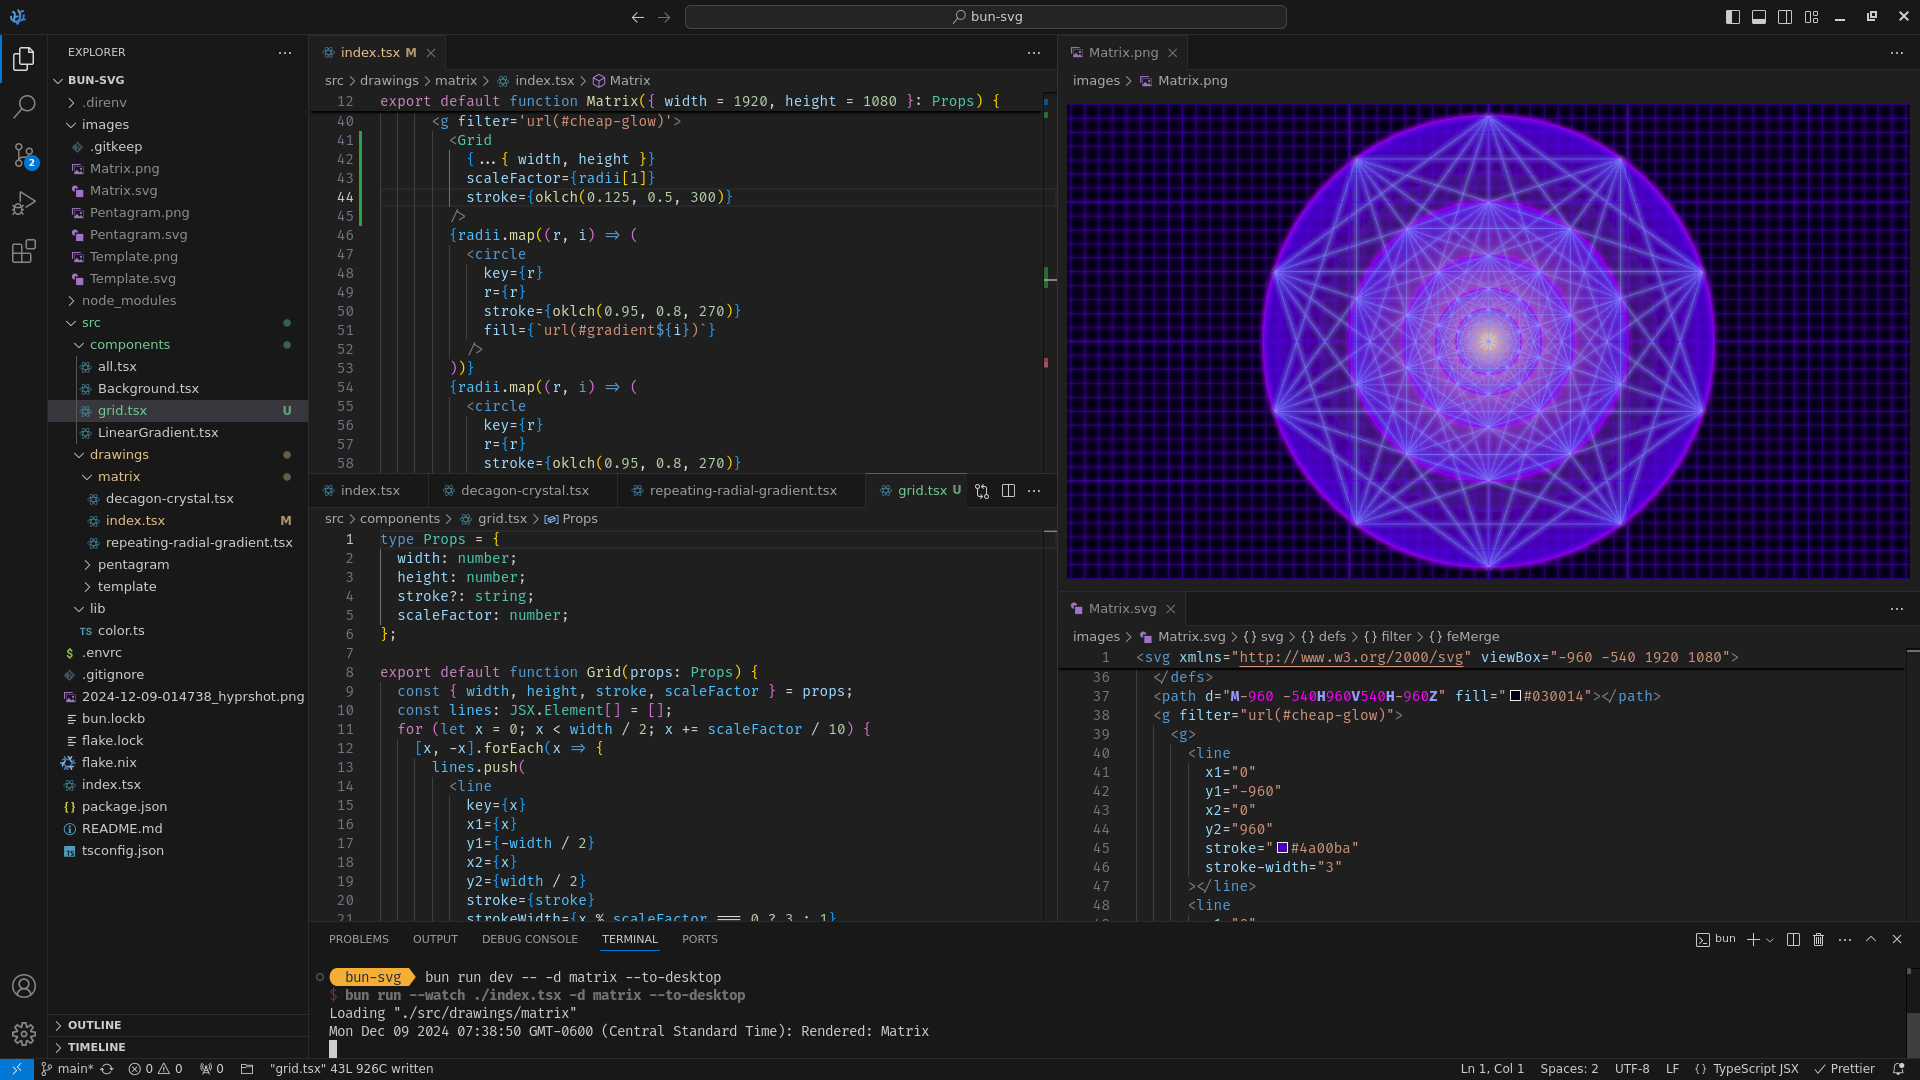 bun-svg
EXPLORER
BUN-SVG
.direnv
images
.gitkeep
Matrix.png
Matrix.svg
Pentagram.png
Pentagram.svg
Template.png
Template.svg
node_modules
src
components
all.tsx
Background.tsx
grid.tsx U
LinearGradient.tsx
drawings
matrix
decagon-crystal.tsx
index.tsx M
repeating-radial-gradient.tsx
pentagram
template
lib
TS color.ts
.envrc
.gitignore
2024-12-09-014738_hyprshot.png
bun.lockb
flake.lock
flake.nix
index.tsx
package.json
README.md
tsconfig.json
OUTLINE
TIMELINE
2
index.tsx M
src > drawings > matrix > index.tsx > Matrix
12 export default function Matrix({ width = 1920, height = 1080 }: Props) {
40 <g filter='url(#cheap-glow)'>
41 <Grid
42 {...{ width, height }}
43 scaleFactor={radii[1]}
44 stroke={oklch(0.125, 0.5, 300)}
45 />
46 {radii.map((r, i) => (
47 <circle
48 key={r}
49 r={r}
50 stroke={oklch(0.95, 0.8, 270)}
51 fill={`url(#gradient${i})`}
52 />
53 ))}
54 {radii.map((r, i) => (
55 <circle
56 key={r}
57 r={r}
58 stroke={oklch(0.95, 0.8, 270)}
index.tsx decagon-crystal.tsx repeating-radial-gradient.tsx grid.tsx U
src > components > grid.tsx > Props
1 type Props = {
2 width: number;
3 height: number;
4 stroke?: string;
5 scaleFactor: number;
6 };
7
8 export default function Grid(props: Props) {
9 const { width, height, stroke, scaleFactor } = props;
10 const lines: JSX.Element[] = [];
11 for (let x = 0; x < width / 2; x += scaleFactor / 10) {
12 [x, -x].forEach(x => {
13 lines.push(
14 <line
15 key={x}
16 x1={x}
17 y1={-width / 2}
18 x2={x}
19 y2={width / 2}
20 stroke={stroke}
21 strokeWidth={x % scaleFactor === 0 ? 3 : 1}
Matrix.png
images > Matrix.png
Matrix.svg
images > Matrix.svg > {} svg > {} defs > {} filter > {} feMerge
1 <svg xmlns="http://www.w3.org/2000/svg" viewBox="-960 -540 1920 1080">
36 </defs>
37 <path d="M-960 -540H960V540H-960Z" fill="#030014"></path>
38 <g filter="url(#cheap-glow)">
39 <g>
40 <line
41 x1="0"
42 y1="-960"
43 x2="0"
44 y2="960"
45 stroke="#4a00ba"
46 stroke-width="3"
47 ></line>
48 <line
PROBLEMS OUTPUT DEBUG CONSOLE TERMINAL PORTS
bun
bun-svg bun run dev -- -d matrix --to-desktop
$ bun run --watch ./index.tsx -d matrix --to-desktop
Loading "./src/drawings/matrix"
Mon Dec 09 2024 07:38:50 GMT-0600 (Central Standard Time): Rendered: Matrix
main* 0 0 0 "grid.tsx" 43L 926C written Ln 1, Col 1 Spaces: 2 UTF-8 LF {} TypeScript JSX Prettier